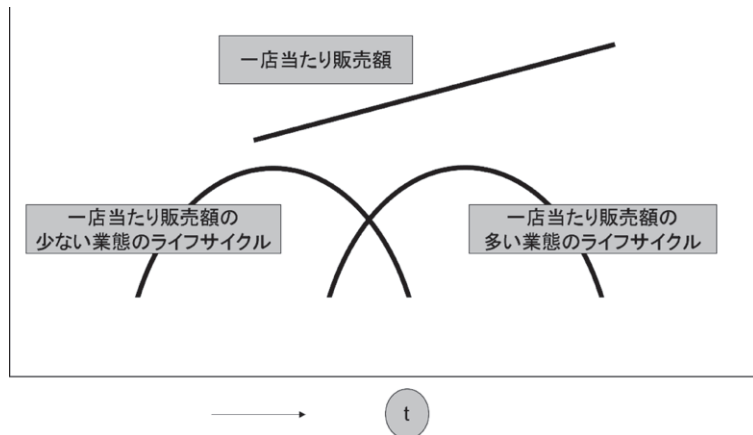 一店当たり販売額
一店当たり販売額の
少ない業態のライフサイクル
一店当たり販売額の
多い業態のライフサイクル
t